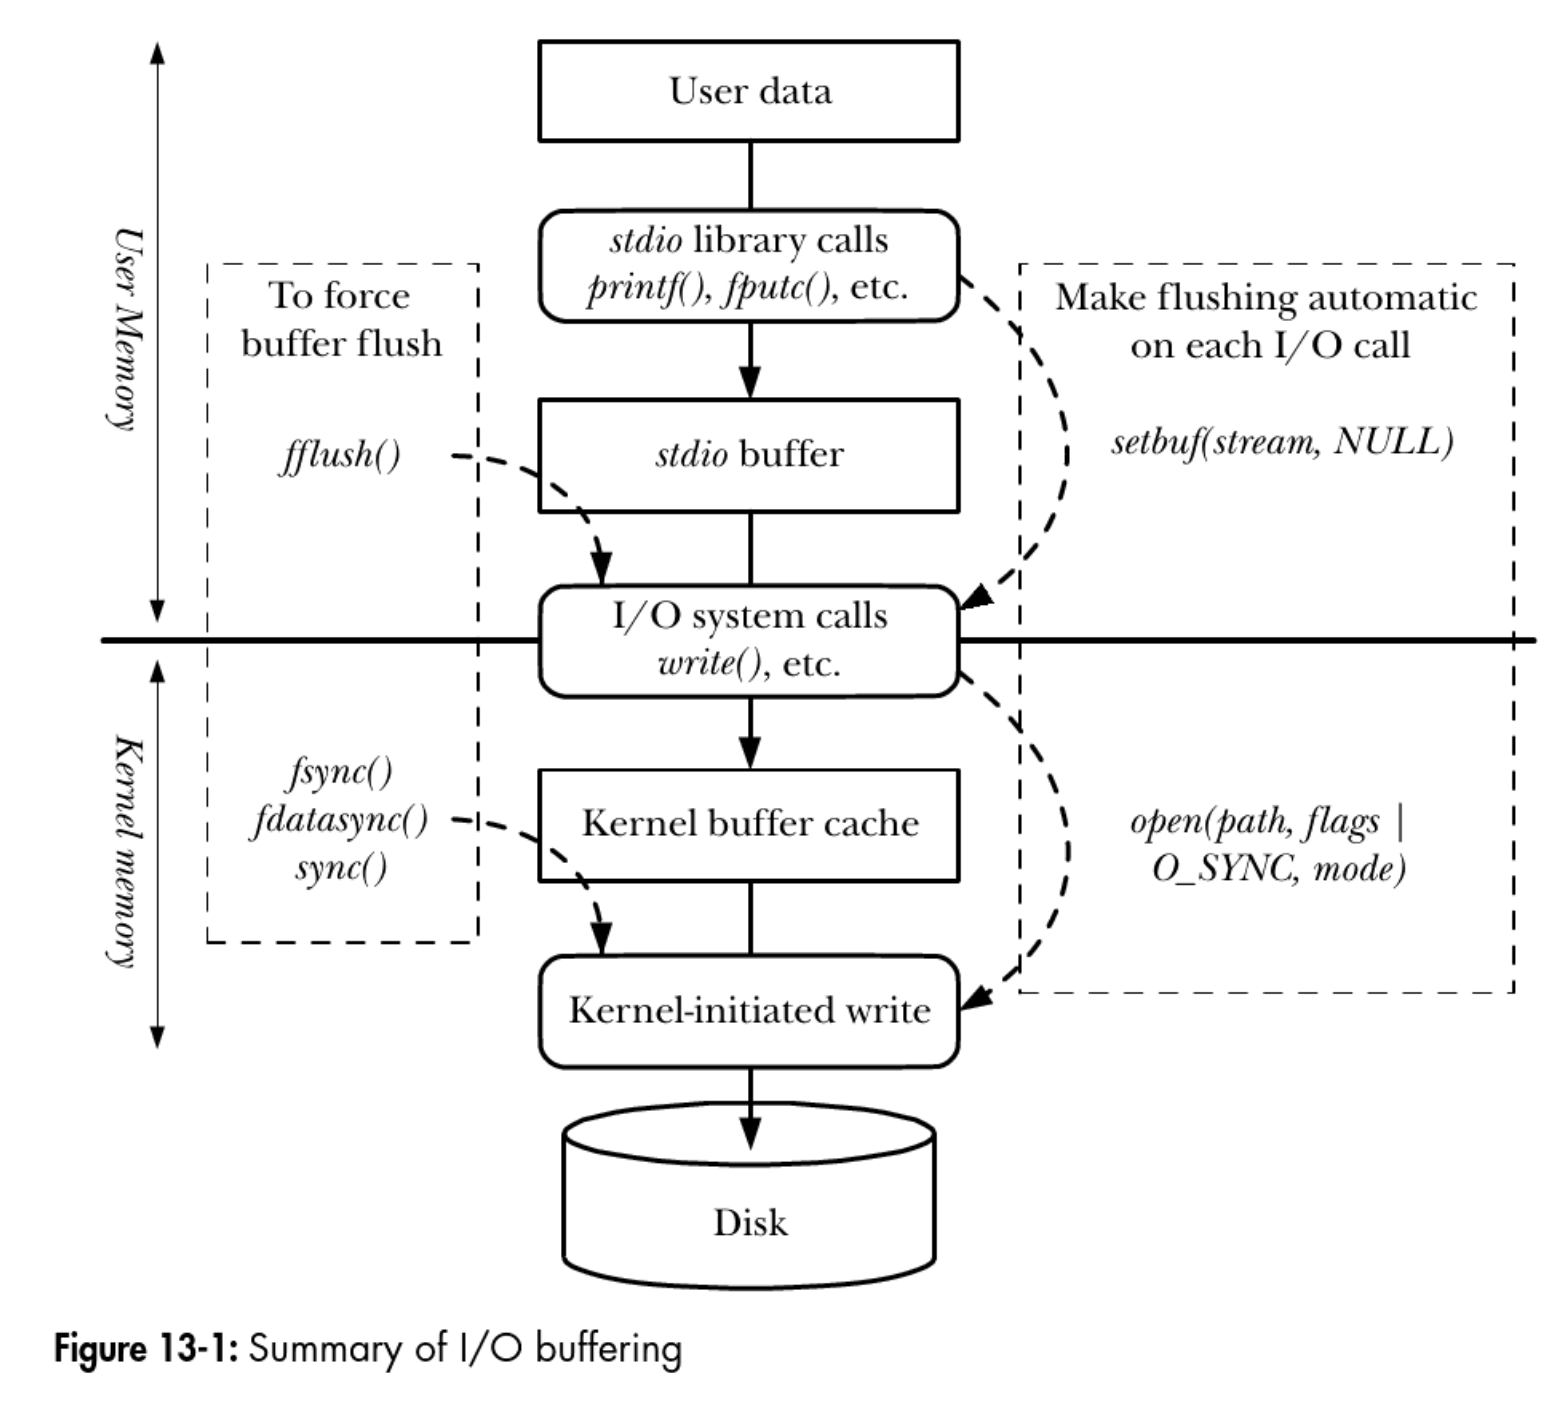 User data
stdio library calls
printf(), fputc(), etc.
User Memory
To force
buffer flush
Make flushing automatic
on each I/O call
fflush()
stdio buffer
setbuf(stream, NULL)
I/O system calls
write(), etc.
Kernel memory
fsync()
fdatasync()
sync()
Kernel buffer cache
open(path, flags |
O_SYNC, mode)
Kernel-initiated write
Disk
Figure 13-1: Summary of I/O buffering